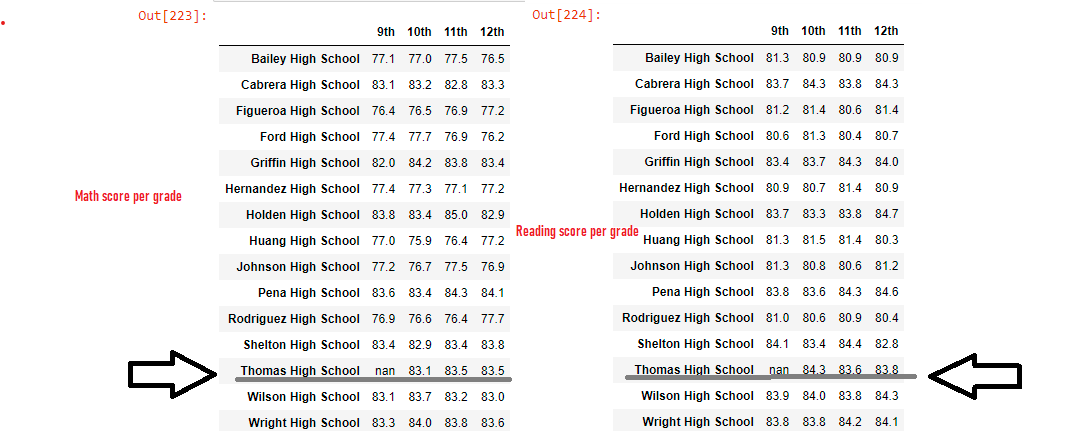 Out[223]:
9th 10th 11th 12th
Bailey High School 77.1 77.0 77.5 76.5
Cabrera High School 83.1 83.2 82.8 83.3
Figueroa High School 76.4 76.5 76.9 77.2
Ford High School 77.4 77.7 76.9 76.2
Griffin High School 82.0 84.2 83.8 83.4
Hernandez High School 77.4 77.3 77.1 77.2
Holden High School 83.8 83.4 85.0 82.9
Huang High School 77.0 75.9 76.4 77.2
Johnson High School 77.2 76.7 77.5 76.9
Pena High School 83.6 83.4 84.3 84.1
Rodriguez High School 76.9 76.6 76.4 77.7
Shelton High School 83.4 82.9 83.4 83.8
Thomas High School nan 83.1 83.5 83.5
Wilson High School 83.1 83.7 83.2 83.0
Wright High School 83.3 84.0 83.8 83.6
Math score per grade
Out[224]:
9th 10th 11th 12th
Bailey High School 81.3 80.9 80.9 80.9
Cabrera High School 83.7 84.3 83.8 84.3
Figueroa High School 81.2 81.4 80.6 81.4
Ford High School 80.6 81.3 80.4 80.7
Griffin High School 83.4 83.7 84.3 84.0
Hernandez High School 80.9 80.7 81.4 80.9
Holden High School 83.7 83.3 83.8 84.7
Huang High School 81.3 81.5 81.4 80.3
Johnson High School 81.3 80.8 80.6 81.2
Pena High School 83.8 83.6 84.3 84.6
Rodriguez High School 81.0 80.6 80.9 80.4
Shelton High School 84.1 83.4 84.4 82.8
Thomas High School nan 84.3 83.6 83.8
Wilson High School 83.9 84.0 83.8 84.3
Wright High School 83.8 83.8 84.2 84.1
Reading score per grade